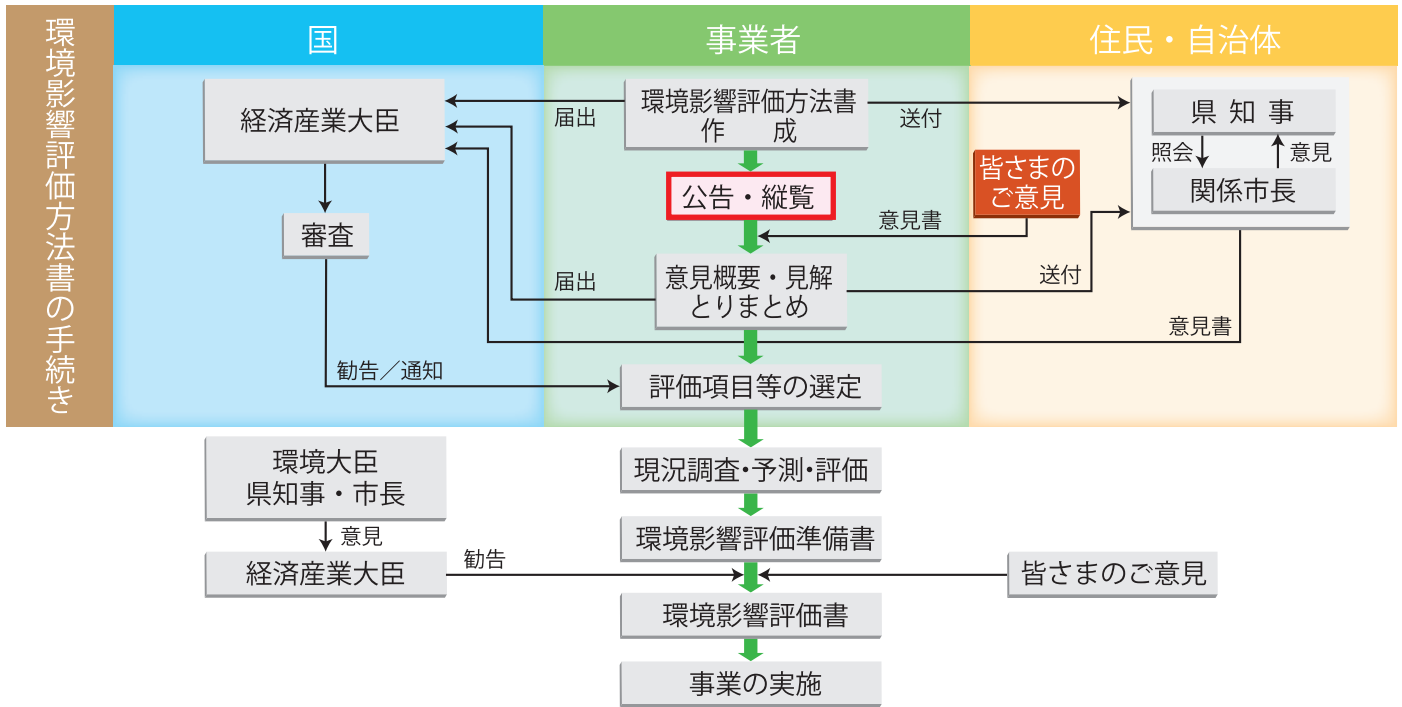 環境影響評価方法書の手続き
国
事業者
住民・自治体
経済産業大臣
届出
環境影響評価方法書
作　成
送付
県 知 事
照会
意見
関係市長
公告・縦覧
皆さまの
ご意見
意見書
審査
届出
意見概要・見解
とりまとめ
送付
意見書
勧告／通知
評価項目等の選定
現況調査・予測・評価
環境大臣
県知事・市長
意見
環境影響評価準備書
経済産業大臣
勧告
皆さまのご意見
環境影響評価書
事業の実施